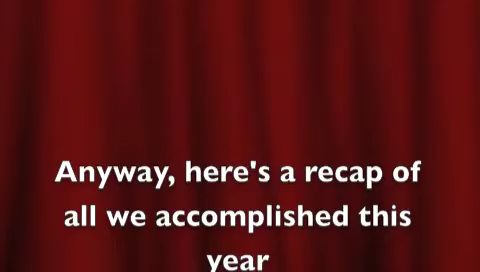 Anyway, here's a recap of
all we accomplished this
year